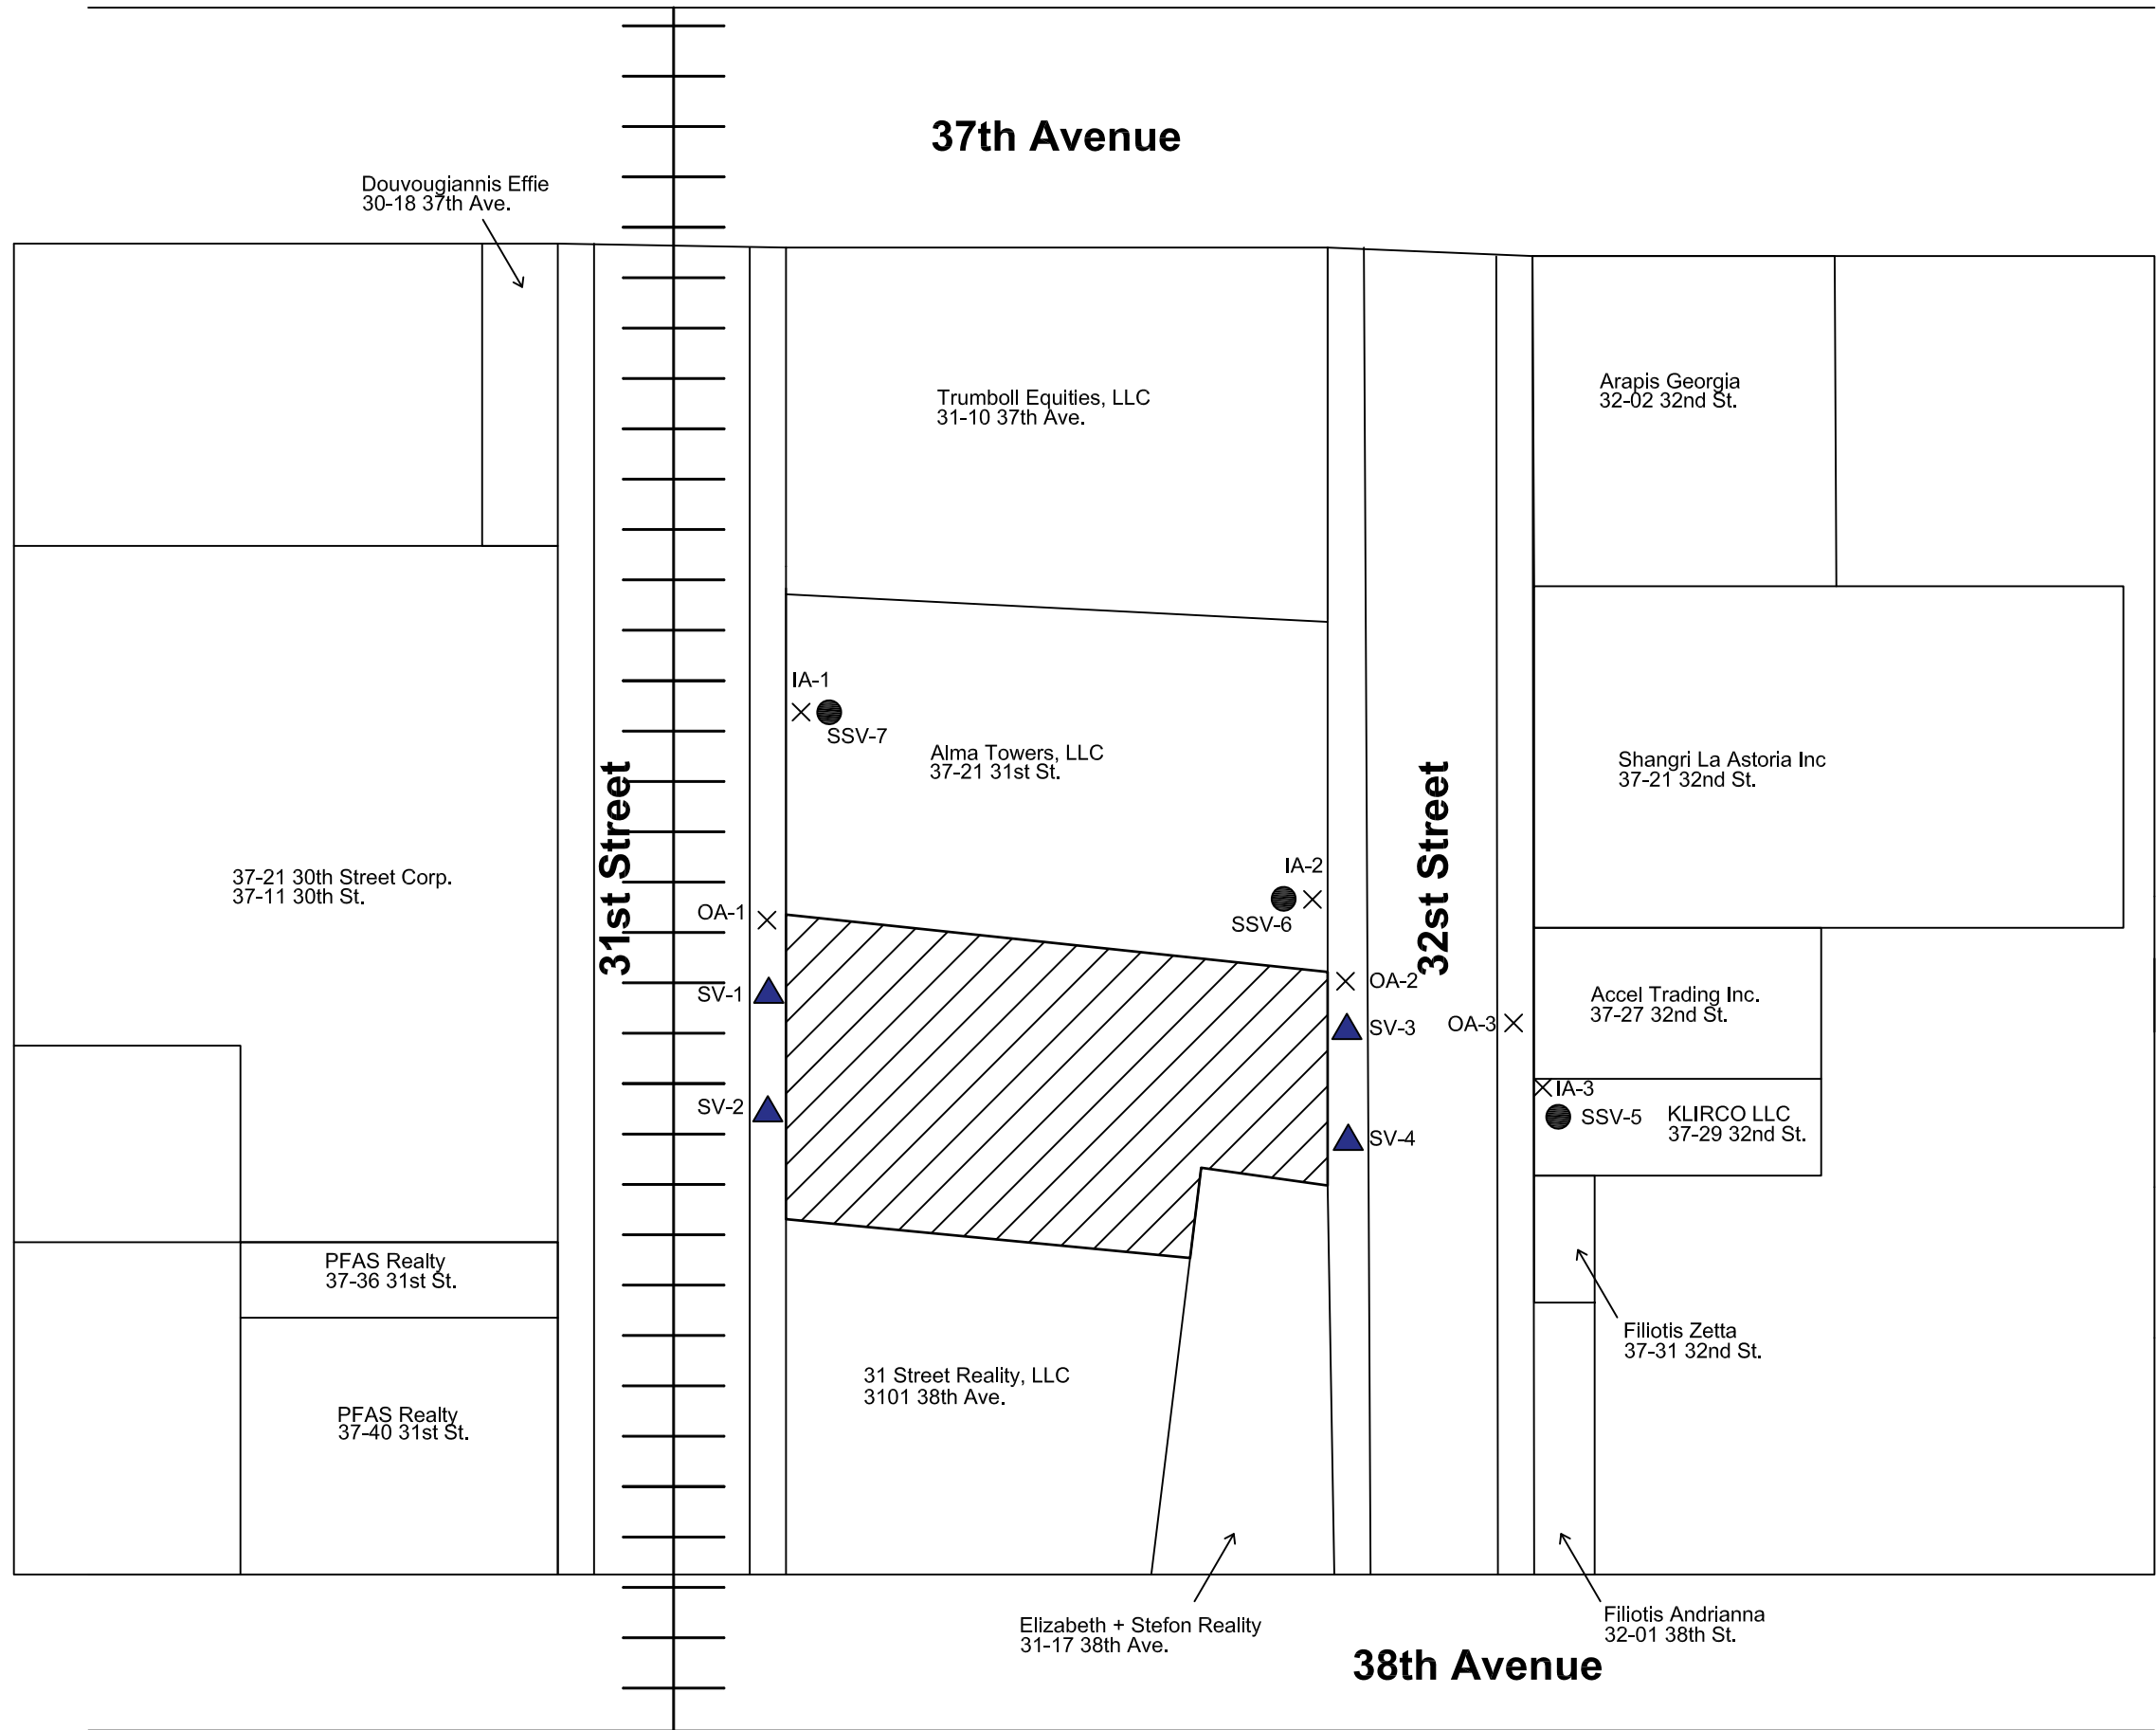 37th Avenue
Douvougiannis Effie
30-18 37th Ave.
Trumboll Equities, LLC
31-10 37th Ave.
Arapis Georgia
32-02 32nd St.
IA-1
SSV-7
Alma Towers, LLC
37-21 31st St.
Shangri La Astoria Inc
37-21 32nd St.
31st Street
32st Street
37-21 30th Street Corp.
37-11 30th St.
IA-2
SSV-6
OA-1
OA-2
SV-1
SV-3
OA-3
Accel Trading Inc.
37-27 32nd St.
IA-3
SSV-5
KLIRCO LLC
37-29 32nd St.
SV-2
SV-4
PFAS Realty
37-36 31st St.
Filiotis Zetta
37-31 32nd St.
31 Street Reality, LLC
3101 38th Ave.
PFAS Realty
37-40 31st St.
Elizabeth + Stefon Reality
31-17 38th Ave.
Filiotis Andrianna
32-01 38th St.
38th Avenue